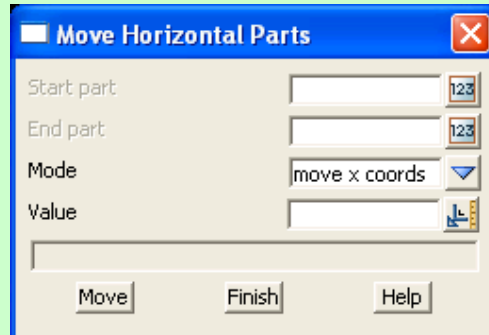 Move Horizontal Parts
Start part 123
End part 123
Mode move x coords
Value
Move Finish Help